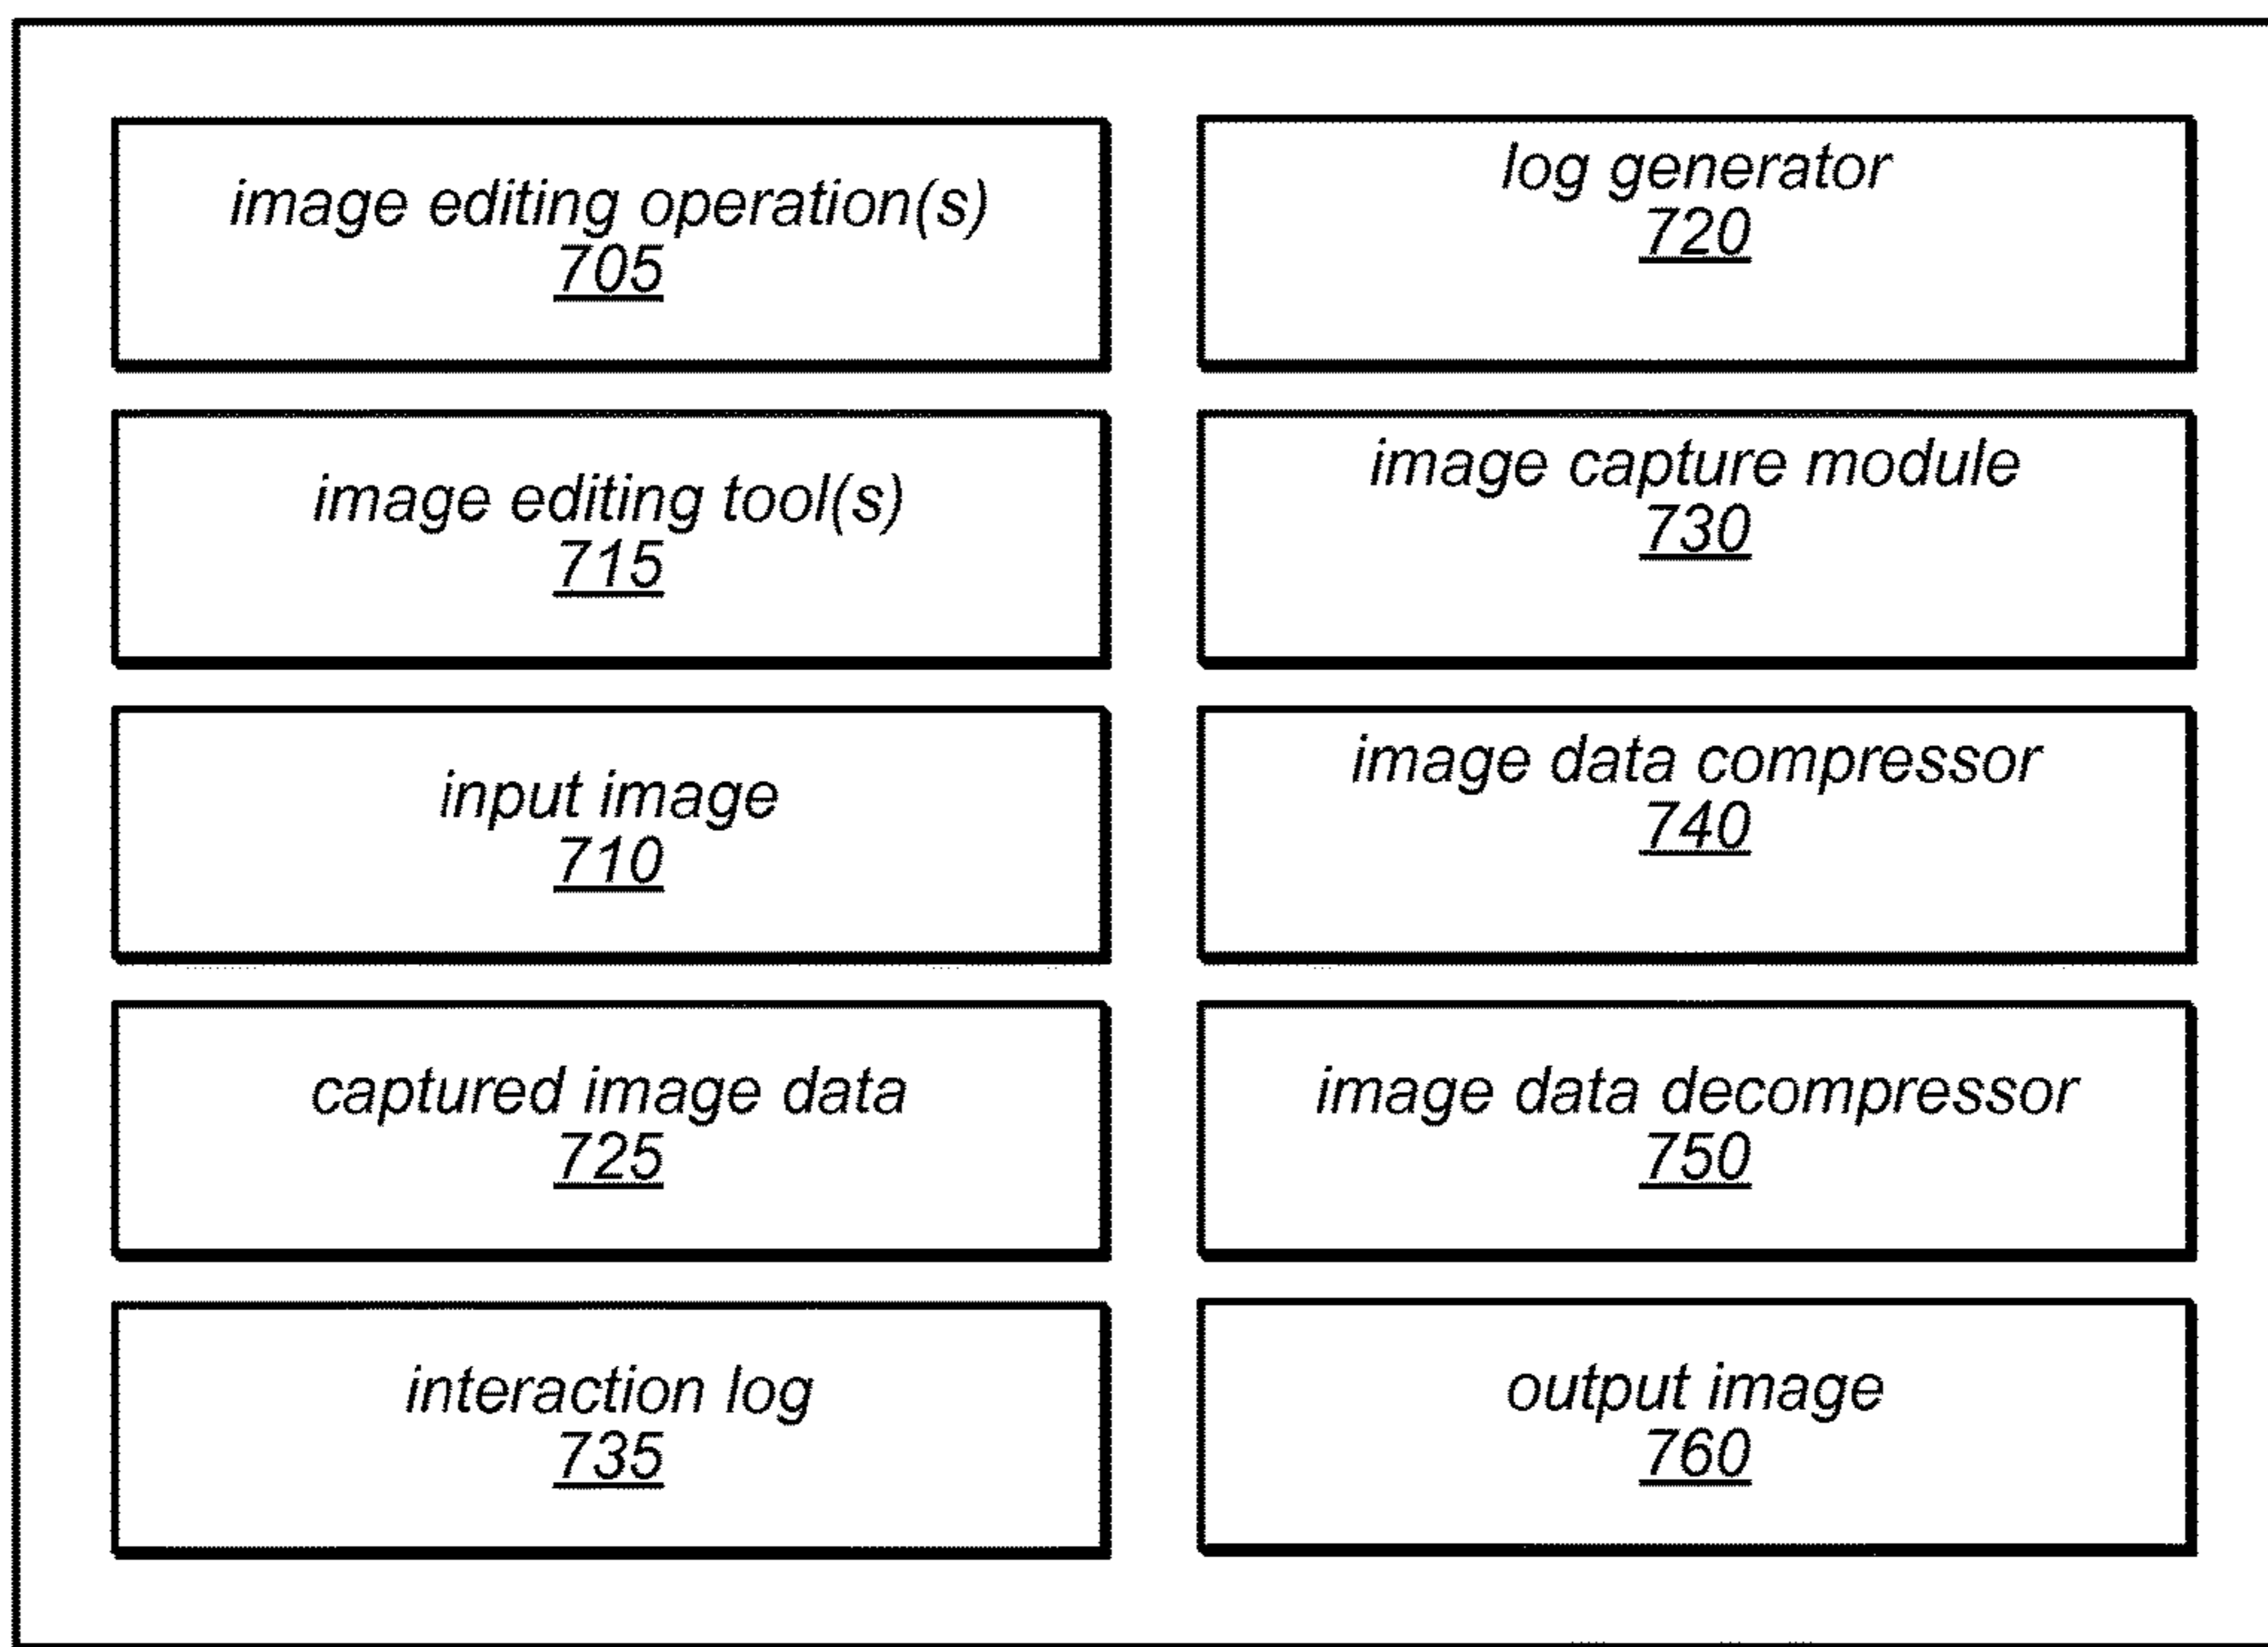 image editing operation(s)
705
log generator
720
image editing tool(s)
715
image capture module
730
input image
710
image data compressor
740
captured image data
725
image data decompressor
750
interaction log
735
output image
760